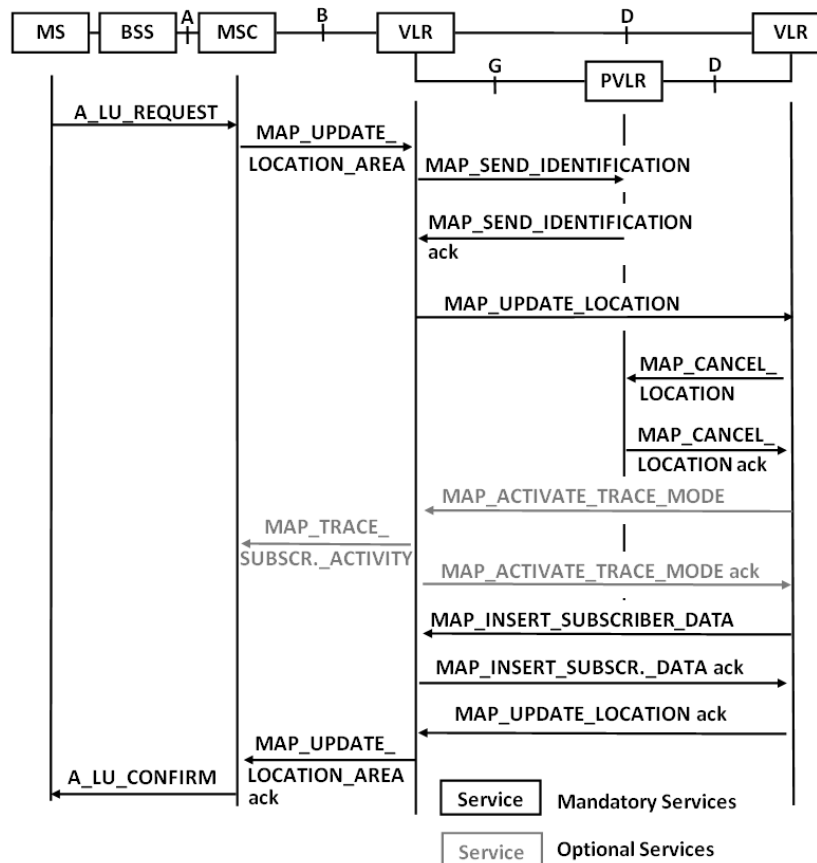 A B D
MS BSS MSC VLR VLR
G D
PVLR
A_LU_REQUEST
MAP_UPDATE_
LOCATION_AREA
MAP_SEND_IDENTIFICATION
MAP_SEND_IDENTIFICATION
ack
MAP_UPDATE_LOCATION
MAP_CANCEL_
LOCATION
MAP_CANCEL_
LOCATION ack
MAP_ACTIVATE_TRACE_MODE
MAP_TRACE_
SUBSCR._ACTIVITY
MAP_ACTIVATE_TRACE_MODE ack
MAP_INSERT_SUBSCRIBER_DATA
MAP_INSERT_SUBSCR._DATA ack
MAP_UPDATE_LOCATION ack
MAP_UPDATE_
LOCATION_AREA
ack
A_LU_CONFIRM
Service Mandatory Services
Service Optional Services